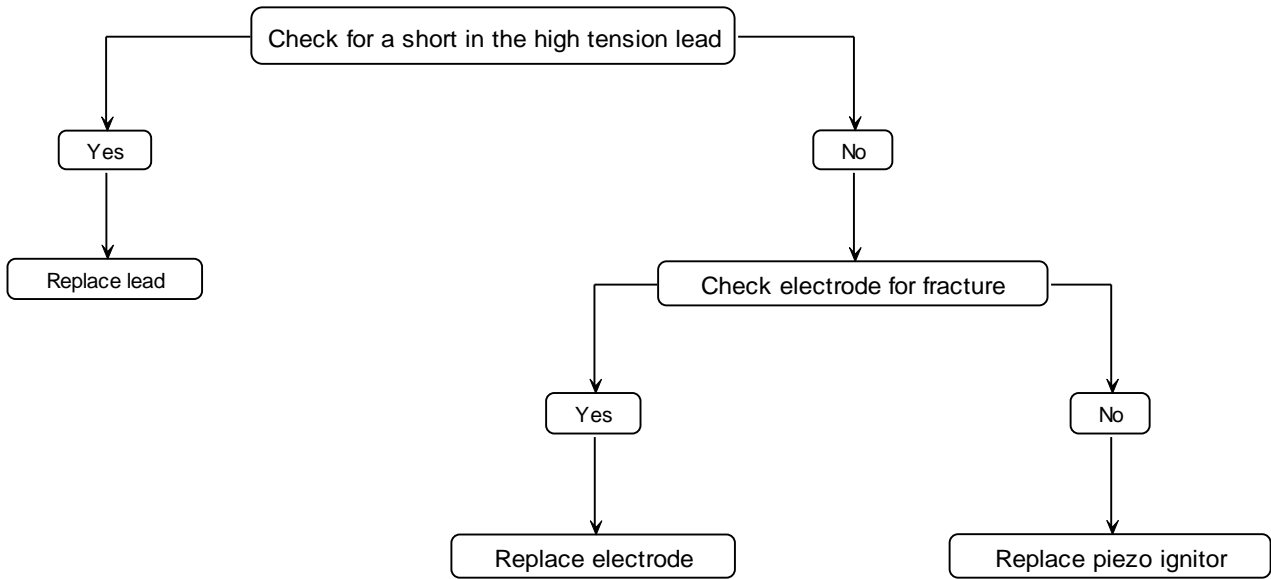 Check for a short in the high tension lead
Yes
No
Replace lead
Check electrode for fracture
Yes
No
Replace electrode
Replace piezo ignitor